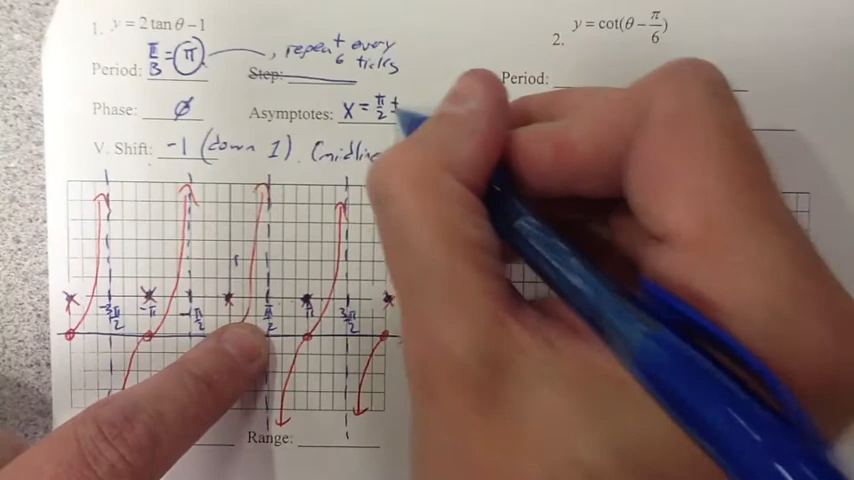 1. y = 2 tan θ − 1
2. y = cot(θ − π/6)
π/B = π , repeat every 6 ticks
Period: Step:
Period:
Phase: ∅ Asymptotes: x = π/2 +
V. Shift: -1 (down 1) (midline
-3π/2 -π -π/2 π/2 π 3π/2
Range: